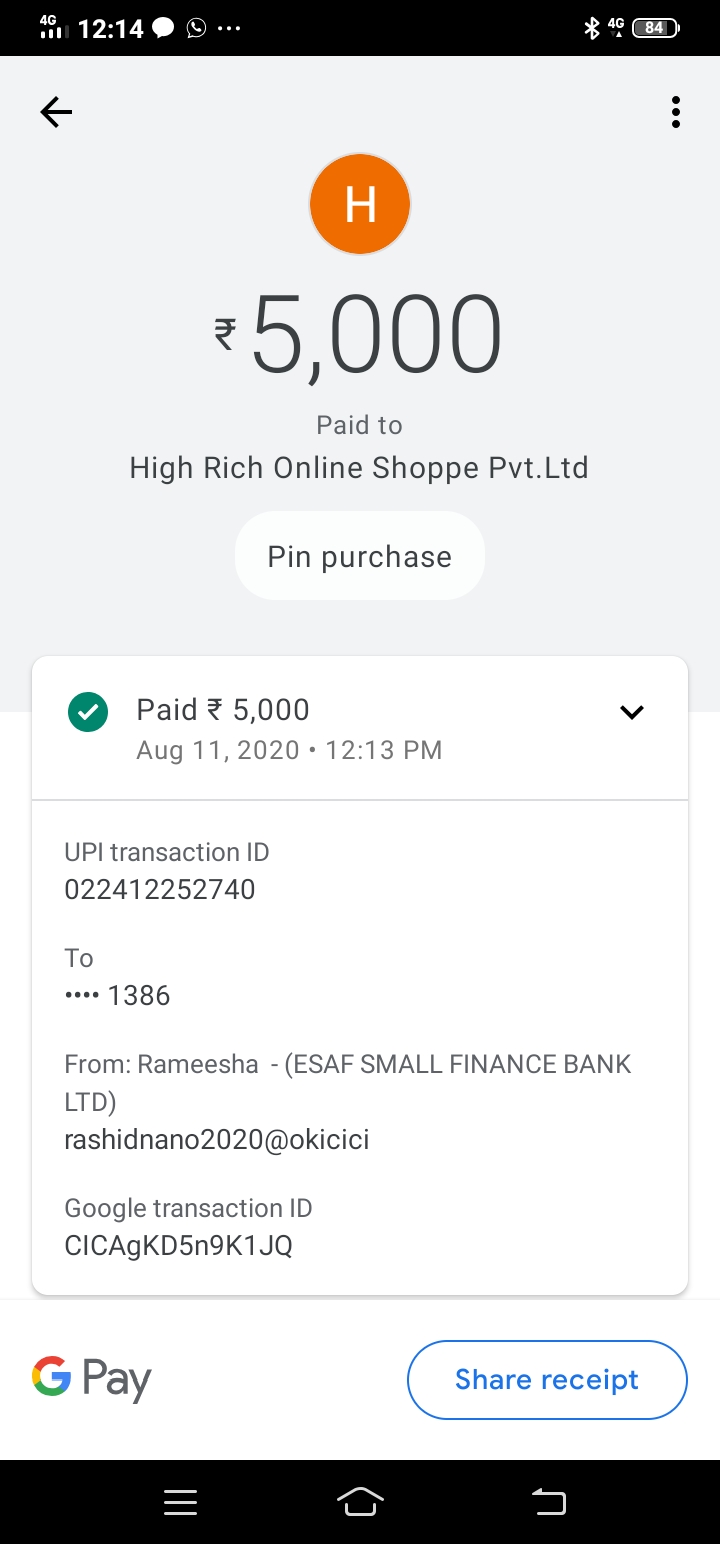 4G 12:14 4G 84
H
₹5,000
Paid to
High Rich Online Shoppe Pvt.Ltd
Pin purchase
Paid ₹ 5,000
Aug 11, 2020 • 12:13 PM
UPI transaction ID
022412252740
To
•••• 1386
From: Rameesha - (ESAF SMALL FINANCE BANK
LTD)
rashidnano2020@okicici
Google transaction ID
CICAgKD5n9K1JQ
G Pay
Share receipt